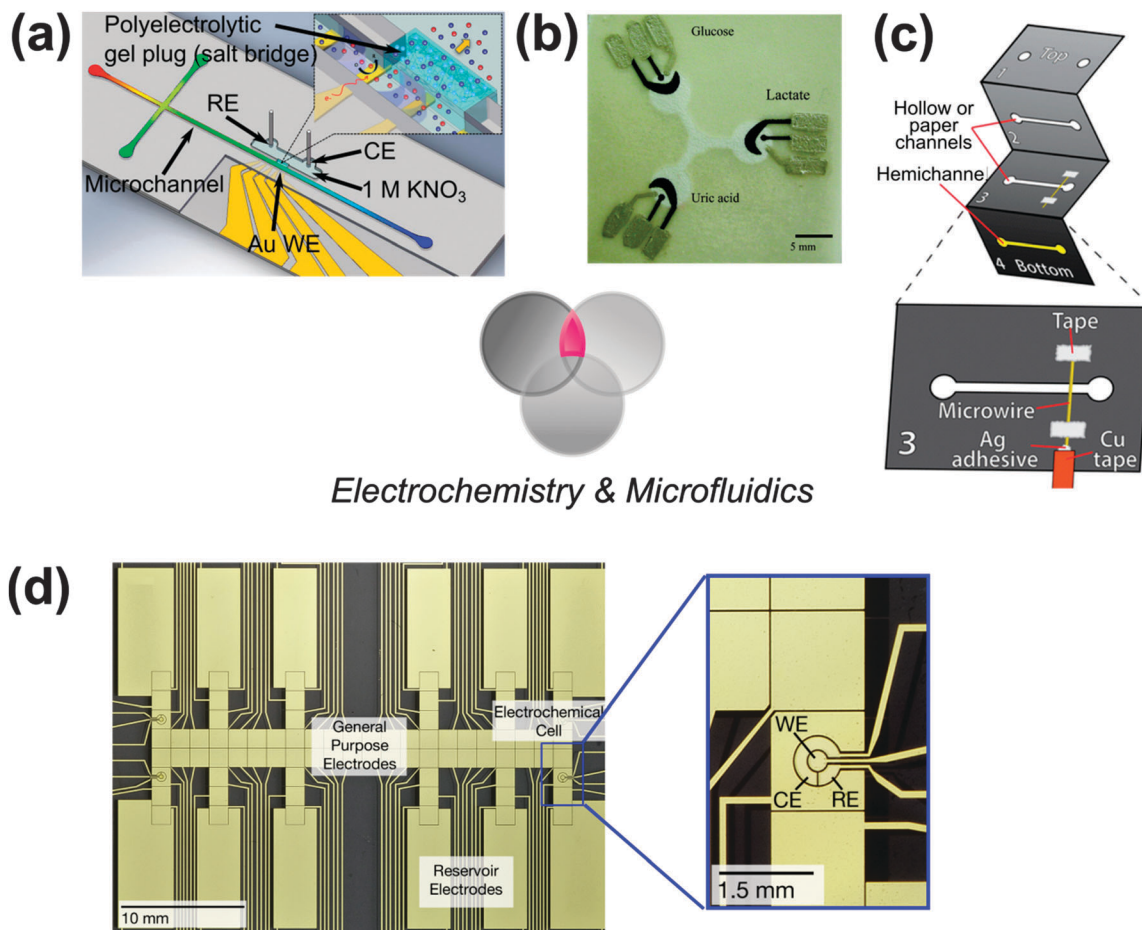 (a)
Polyelectrolytic
gel plug (salt bridge)
RE
CE
Microchannel
1 M KNO₃
Au WE
(b)
Glucose
Lactate
Uric acid
5 mm
(c)
Top
1
Hollow or
paper
channels
2
Hemichanne
3
4 Bottom
Tape
Microwire
3
Ag
adhesive
Cu
tape
Electrochemistry & Microfluidics
(d)
General
Purpose
Electrodes
Electrochemical
Cell
Reservoir
Electrodes
10 mm
WE
CE
RE
1.5 mm